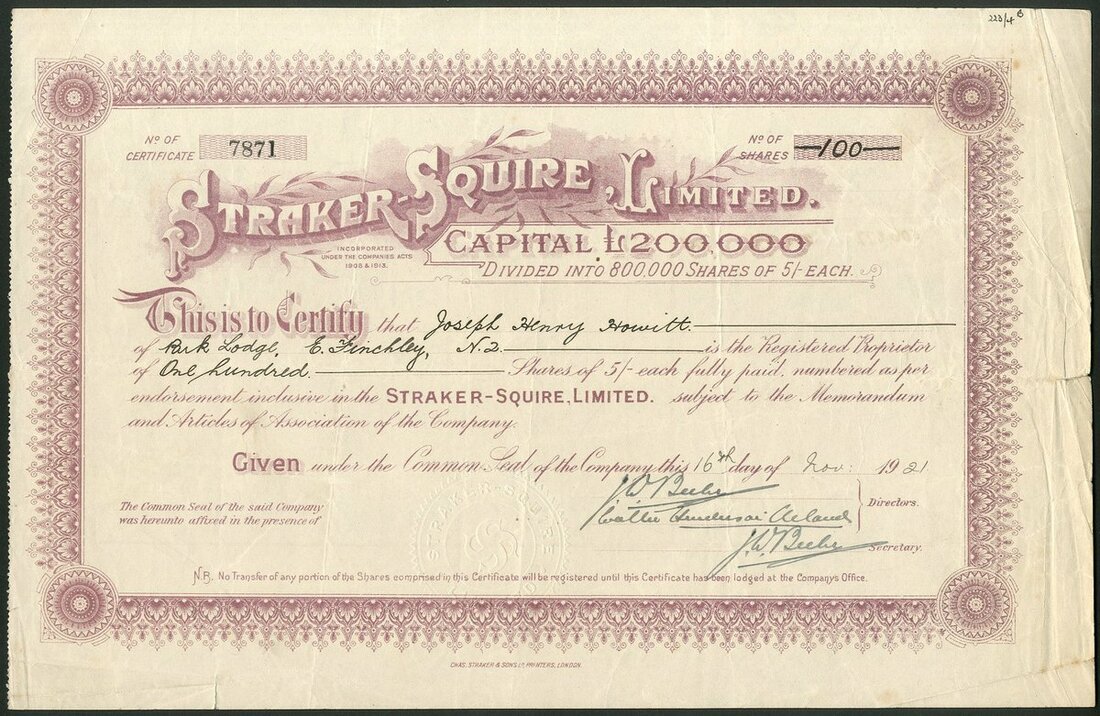 223/4 6
Nº OF
CERTIFICATE 7871
Nº OF
SHARES 100
STRAKER-SQUIRE, LIMITED.
INCORPORATED
UNDER THE COMPANIES ACTS
1908 & 1913.
CAPITAL £200,000
DIVIDED INTO 800,000 SHARES OF 5/- EACH.
This is to Certify that Joseph Henry Howitt
of Park Lodge, E. Finchley, N.2. is the Registered Proprietor
of One hundred Shares of 5/- each fully paid, numbered as per
endorsement inclusive in the STRAKER-SQUIRE, LIMITED. subject to the Memorandum
and Articles of Association of the Company.
Given under the Common Seal of the Company this 16th day of Nov: 1921
The Common Seal of the said Company
was hereunto affixed in the presence of
Directors.
Secretary.
STRAKER SQUIRE
N.B. No Transfer of any portion of the Shares comprised in this Certificate will be registered until this Certificate has been lodged at the Company's Office.
CHAS. STRAKER & SONS LD. PRINTERS, LONDON.